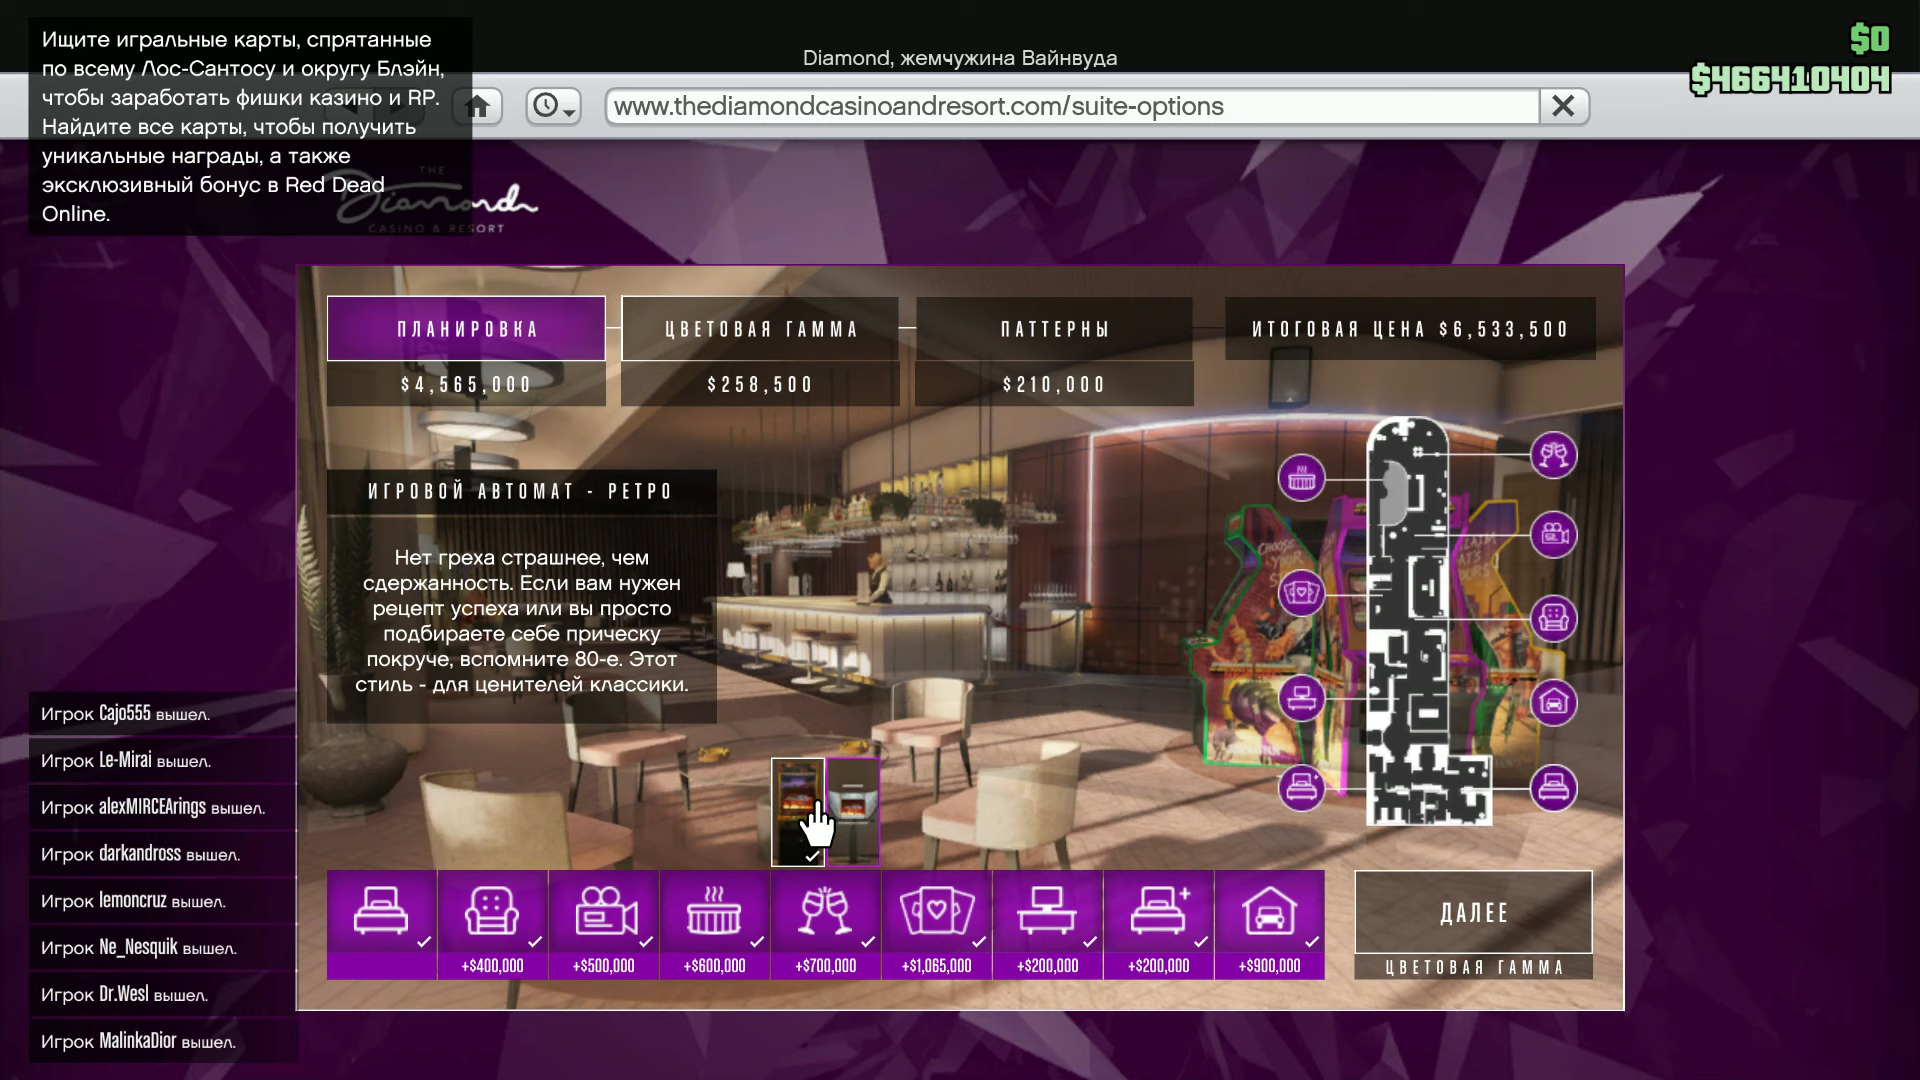 Ищите игральные карты, спрятанные
по всему Лос-Сантосу и округу Блэйн,
чтобы заработать фишки казино и RP.
Найдите все карты, чтобы получить
уникальные награды, а также
эксклюзивный бонус в Red Dead
Online.
Diamond, жемчужина Вайнвуда
$0
$466410404
www.thediamondcasinoandresort.com/suite-options
THE
Diamond
CASINO & RESORT
ПЛАНИРОВКА
ЦВЕТОВАЯ ГАММА
ПАТТЕРНЫ
ИТОГОВАЯ ЦЕНА $6,533,500
$4,565,000
$258,500
$210,000
ИГРОВОЙ АВТОМАТ - РЕТРО
Нет греха страшнее, чем
сдержанность. Если вам нужен
рецепт успеха или вы просто
подбираете себе прическу
покруче, вспомните 80-е. Этот
стиль - для ценителей классики.
CHOOSE
YOUR
Игрок Cajo555 вышел.
Игрок Le-Mirai вышел.
Игрок alexMIRCEArings вышел.
Игрок darkandross вышел.
Игрок lemoncruz вышел.
Игрок Ne_Nesquik вышел.
Игрок Dr.Wesl вышел.
Игрок MalinkaDior вышел.
+$400,000
+$500,000
+$600,000
+$700,000
+$1,065,000
+$200,000
+$200,000
+$900,000
ДАЛЕЕ
ЦВЕТОВАЯ ГАММА